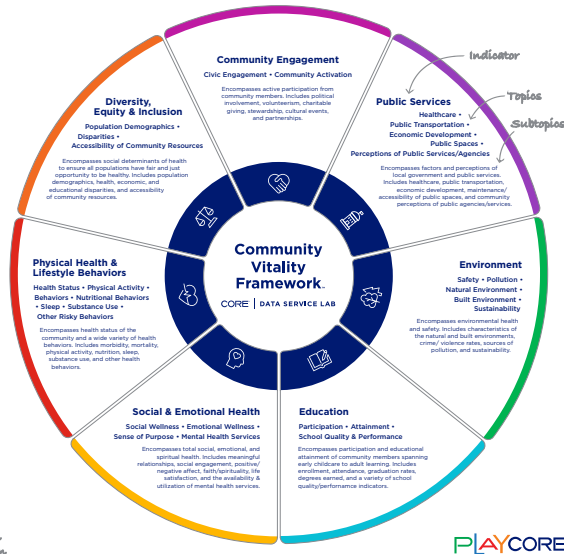 Community Engagement
Civic Engagement • Community Activation
Encompasses active participation from
community members. Includes political
involvement, volunteerism, charitable
giving, stewardship, cultural events,
and partnerships.
Indicator
Topics
Subtopics
Public Services
Healthcare •
Public Transportation •
Economic Development •
Public Spaces •
Perceptions of Public Services/Agencies
Encompasses factors and perceptions of
local government and public services.
Includes healthcare, public transportation,
economic development, maintenance/
accessibility of public spaces, and community
perceptions of public agencies/services.
Diversity,
Equity & Inclusion
Population Demographics •
Disparities •
Accessibility of Community Resources
Encompasses social determinants of health
to ensure all populations have fair and just
opportunity to be healthy. Includes population
demographics, health, economic, and
educational disparities, and accessibility
of community resources.
Community
Vitality
Framework™
CORE | DATA SERVICE LAB
Environment
Safety • Pollution •
Natural Environment •
Built Environment •
Sustainability
Encompasses environmental health
and safety. Includes characteristics of
the natural and built environments,
crime/ violence rates, sources of
pollution, and sustainability.
Physical Health &
Lifestyle Behaviors
Health Status • Physical Activity •
Behaviors • Nutritional Behaviors
• Sleep • Substance Use •
Other Risky Behaviors
Encompasses health status of the
community and a wide variety of health
behaviors. Includes morbidity, mortality,
physical activity, nutrition, sleep,
substance use, and other health
behaviors.
Social & Emotional Health
Social Wellness • Emotional Wellness •
Sense of Purpose • Mental Health Services
Encompasses total social, emotional, and
spiritual health. Includes meaningful
relationships, social engagement, positive/
negative affect, faith/spirituality, life
satisfaction, and the availability &
utilization of mental health services.
Education
Participation • Attainment •
School Quality & Performance
Encompasses participation and educational
attainment of community members spanning
early childcare to adult learning. Includes
enrollment, attendance, graduation rates,
degrees earned, and a variety of school
quality/performance indicators.
PLAYCORE